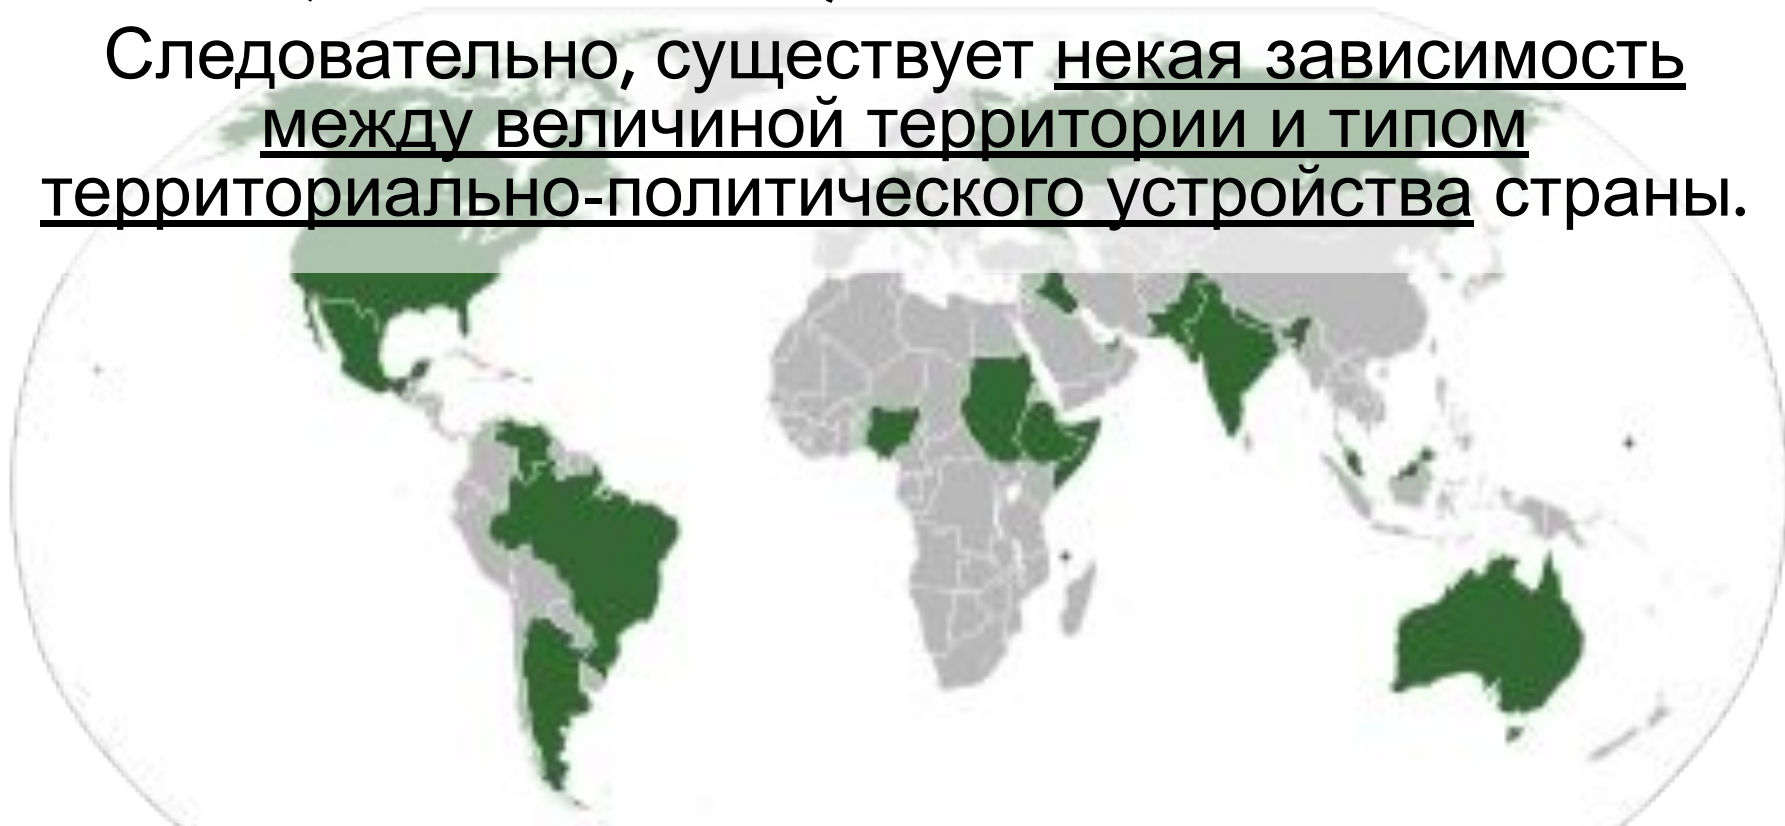 Следовательно, существует некая зависимость
между величиной территории и типом
территориально-политического устройства страны.